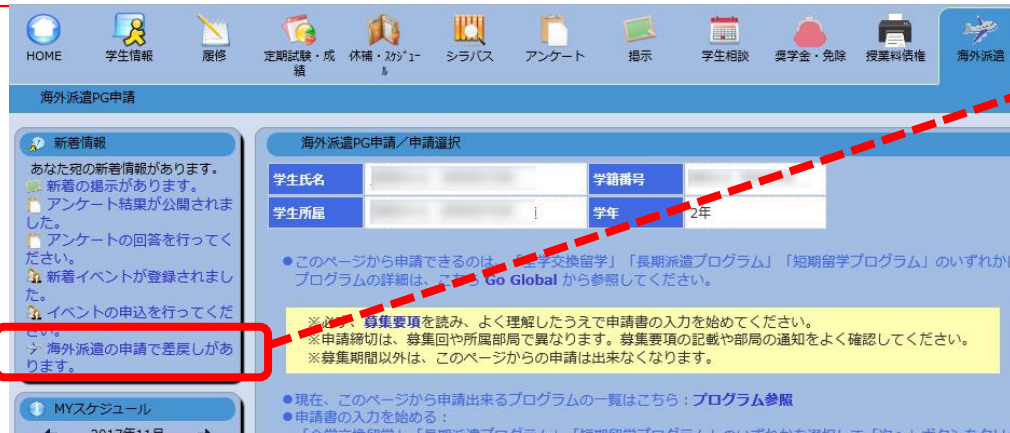 HOME
学生情報
履修
定期試験・成
績
休補・ｽｹｼﾞｭｰ
ﾙ
シラバス
アンケート
掲示
学生相談
奨学金・免除
授業料債権
海外派遣
海外派遣PG申請
新着情報
あなた宛の新着情報があります。
新着の掲示があります。
アンケート結果が公開されま
した。
アンケートの回答を行ってく
ださい。
新着イベントが登録されまし
た。
イベントの申込を行ってくだ
さい。
海外派遣の申請で差戻しがあ
ります。
MYスケジュール
2017年11月
海外派遣PG申請／申請選択
学生氏名
学籍番号
学生所属
学年 2年
●このページから申請できるのは、「全学交換留学」「長期派遣プログラム」「短期留学プログラム」のいずれか
プログラムの詳細は、こちら Go Global から参照してください。
※必ず、募集要項を読み、よく理解したうえで申請書の入力を始めてください。
※申請締切は、募集回や所属部局で異なります。募集要項の記載や部局の通知をよく確認してください。
※募集期間以外は、このページからの申請は出来なくなります。
●現在、このページから申請出来るプログラムの一覧はこちら：プログラム参照
●申請書の入力を始める：